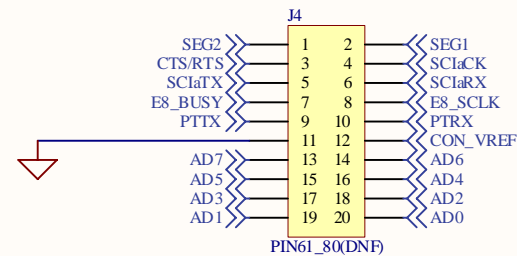 J4
SEG2 1 2 SEG1
CTS/RTS 3 4 SCIaCK
SCIaTX 5 6 SCIaRX
E8_BUSY 7 8 E8_SCLK
PTTX 9 10 PTRX
11 12 CON_VREF
AD7 13 14 AD6
AD5 15 16 AD4
AD3 17 18 AD2
AD1 19 20 AD0
PIN61_80(DNF)